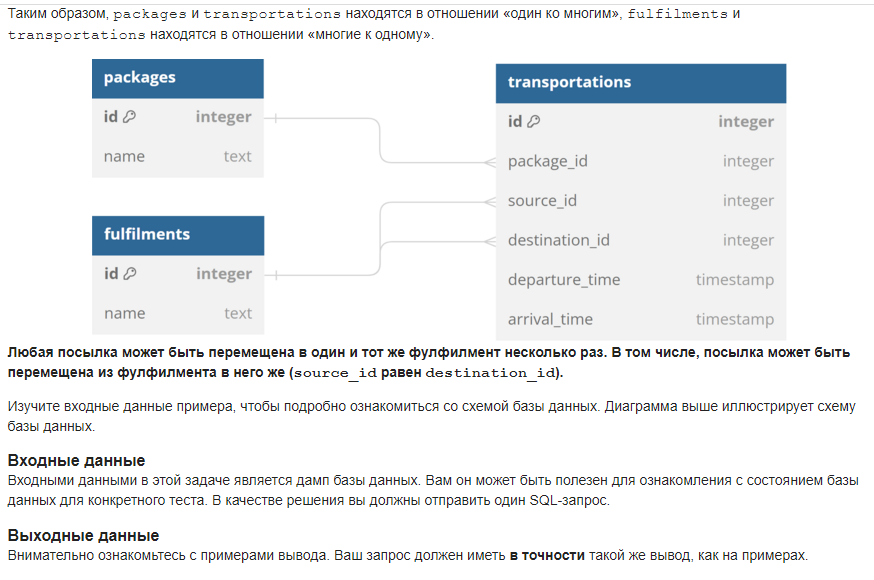 Таким образом, packages и transportations находятся в отношении «один ко многим», fulfilments и
transportations находятся в отношении «многие к одному».
packages
id integer
name text
fulfilments
id integer
name text
transportations
id integer
package_id integer
source_id integer
destination_id integer
departure_time timestamp
arrival_time timestamp
Любая посылка может быть перемещена в один и тот же фулфилмент несколько раз. В том числе, посылка может быть
перемещена из фулфилмента в него же (source_id равен destination_id).
Изучите входные данные примера, чтобы подробно ознакомиться со схемой базы данных. Диаграмма выше иллюстрирует схему
базы данных.
Входные данные
Входными данными в этой задаче является дамп базы данных. Вам он может быть полезен для ознакомления с состоянием базы
данных для конкретного теста. В качестве решения вы должны отправить один SQL-запрос.
Выходные данные
Внимательно ознакомьтесь с примерами вывода. Ваш запрос должен иметь в точности такой же вывод, как на примерах.